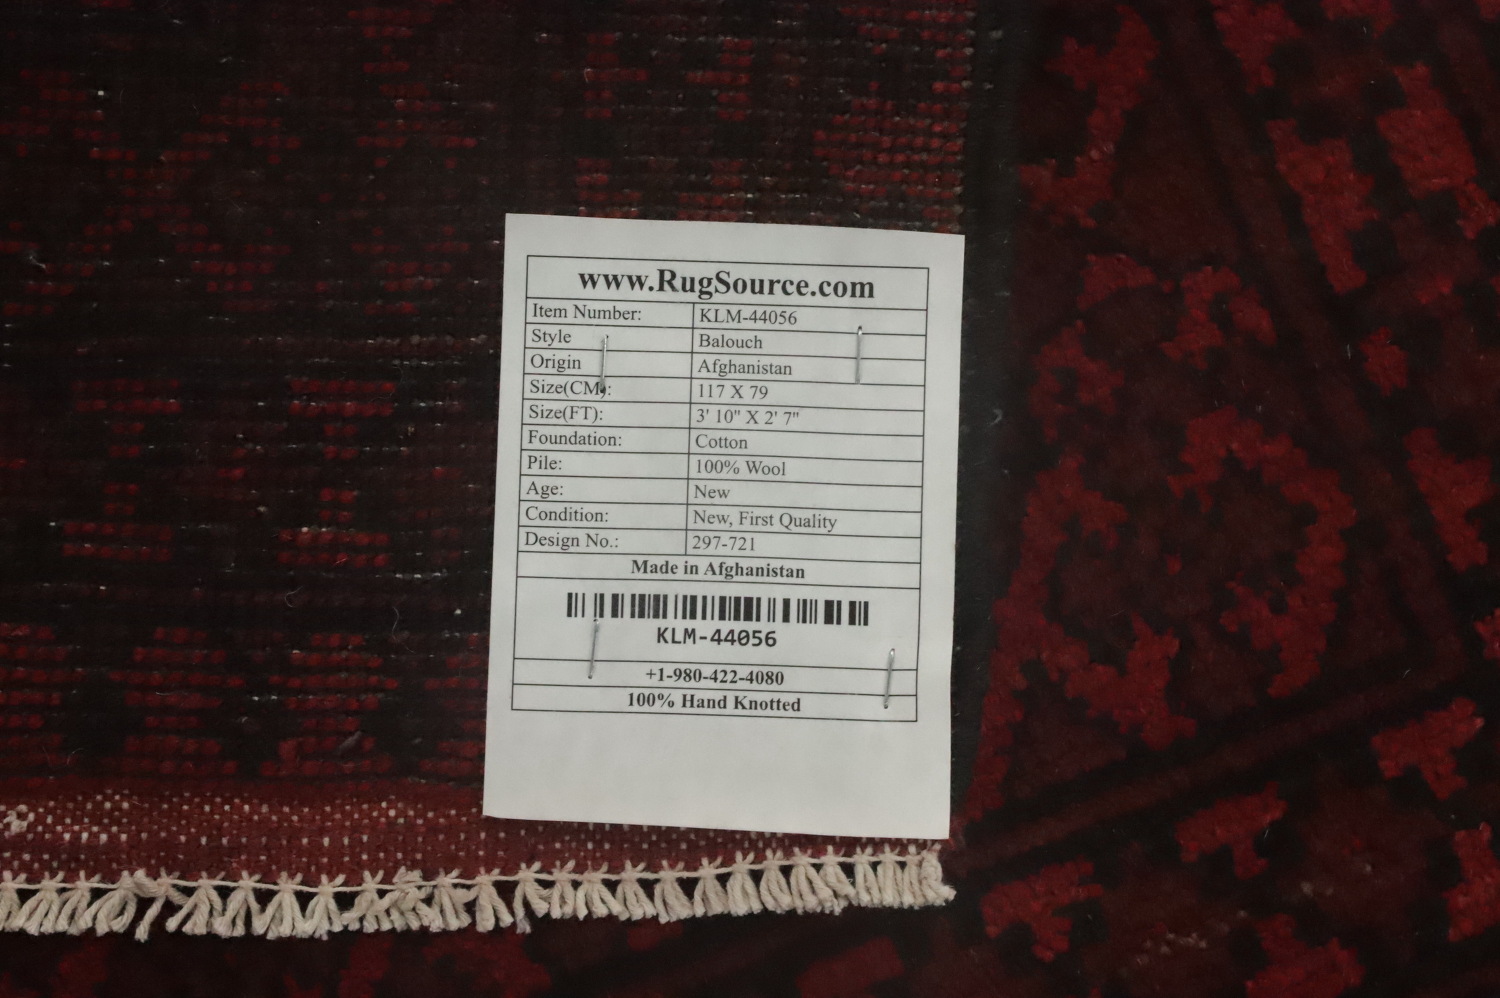 www.RugSource.com
Item Number: KLM-44056
Style Balouch
Origin Afghanistan
Size(CM): 117 X 79
Size(FT): 3' 10" X 2' 7"
Foundation: Cotton
Pile: 100% Wool
Age: New
Condition: New, First Quality
Design No.: 297-721
Made in Afghanistan
KLM-44056
+1-980-422-4080
100% Hand Knotted